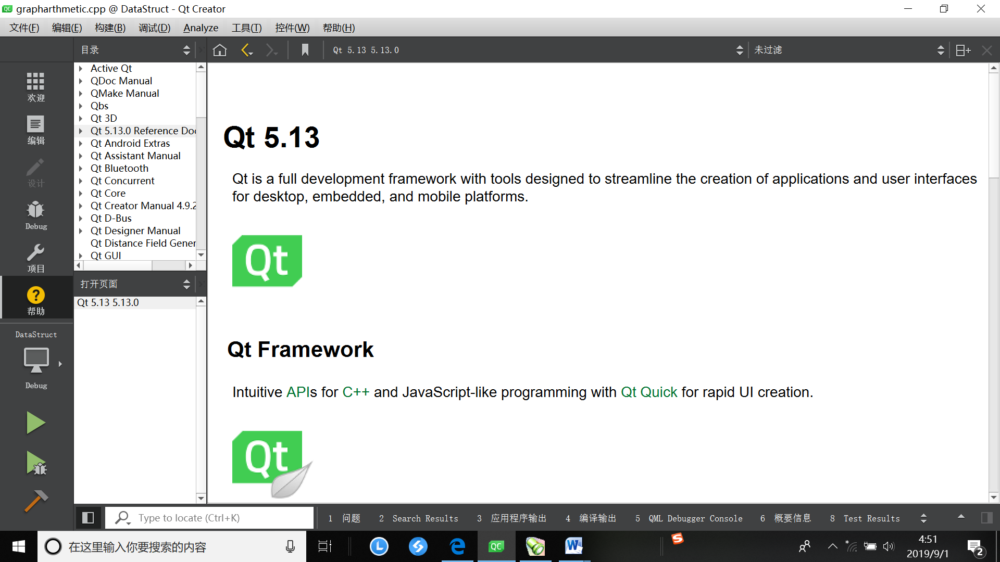 QC grapharthmetic.cpp @ DataStruct - Qt Creator
文件(F) 编辑(E) 构建(B) 调试(D) Analyze 工具(T) 控件(W) 帮助(H)
目录
Qt 5.13 5.13.0
未过滤
欢迎
编辑
设计
Debug
项目
帮助
DataStruct
Debug
Active Qt
QDoc Manual
QMake Manual
Qbs
Qt 3D
Qt 5.13.0 Reference Doc
Qt Android Extras
Qt Assistant Manual
Qt Bluetooth
Qt Concurrent
Qt Core
Qt Creator Manual 4.9.2
Qt D-Bus
Qt Designer Manual
Qt Distance Field Gener
Qt GUI
打开页面
Qt 5.13 5.13.0
Qt 5.13
Qt is a full development framework with tools designed to streamline the creation of applications and user interfaces
for desktop, embedded, and mobile platforms.
Qt
Qt Framework
Intuitive APIs for C++ and JavaScript-like programming with Qt Quick for rapid UI creation.
Qt
Type to locate (Ctrl+K)
1 问题 2 Search Results 3 应用程序输出 4 编译输出 5 QML Debugger Console 6 概要信息 8 Test Results
在这里输入你要搜索的内容
L
QC
W
S
4:51
2019/9/1
2